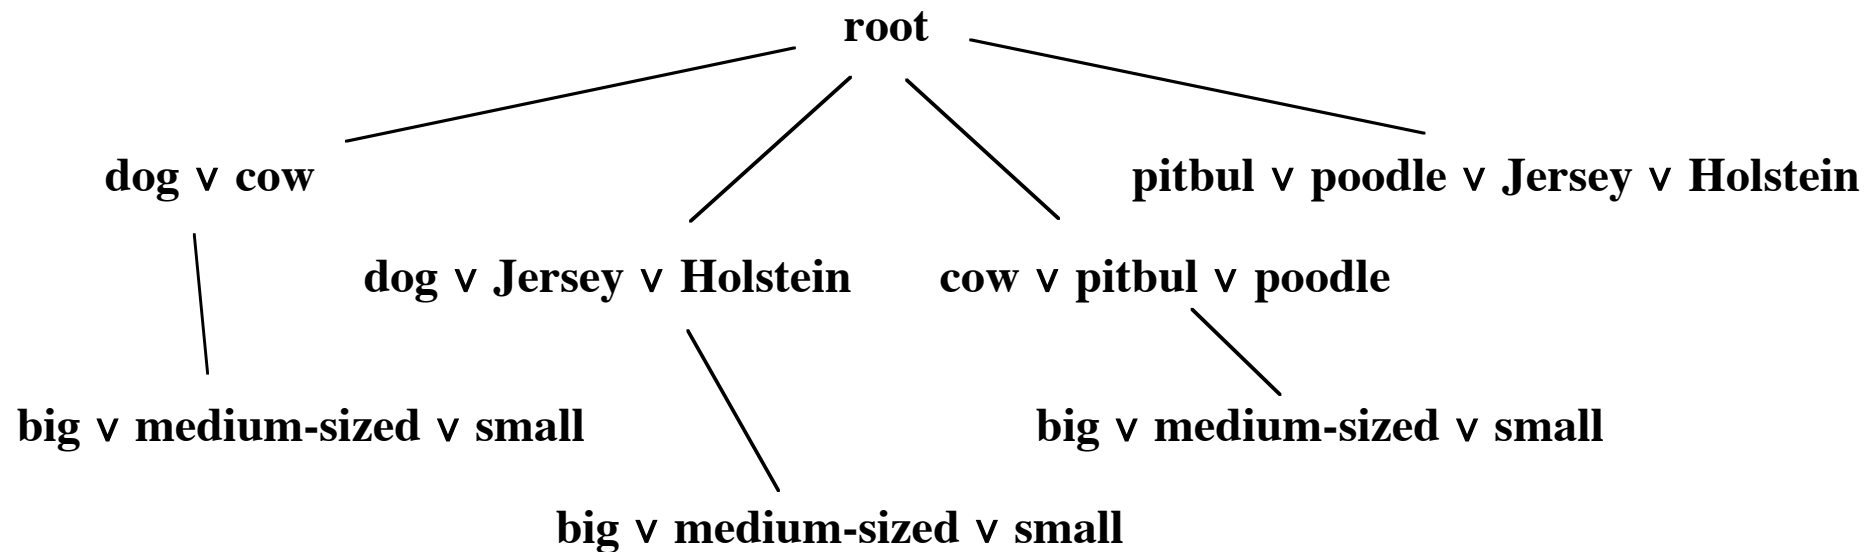 root
dog ∨ cow
pitbul ∨ poodle ∨ Jersey ∨ Holstein
dog ∨ Jersey ∨ Holstein
cow ∨ pitbul ∨ poodle
big ∨ medium-sized ∨ small
big ∨ medium-sized ∨ small
big ∨ medium-sized ∨ small